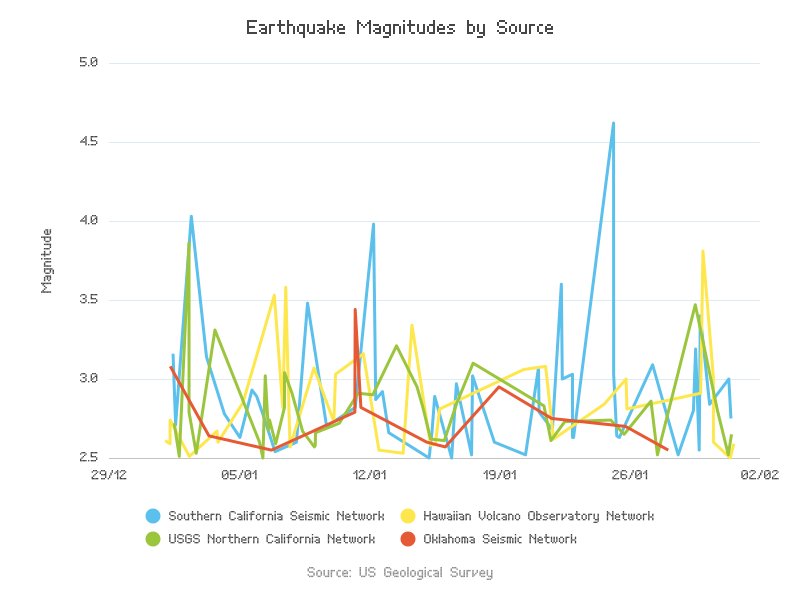 Earthquake Magnitudes by Source
5.0
4.5
4.0
3.5
3.0
2.5
Magnitude
29/12 05/01 12/01 19/01 26/01 02/02
Southern California Seismic Network Hawaiian Volcano Observatory Network
USGS Northern California Network Oklahoma Seismic Network
Source: US Geological Survey